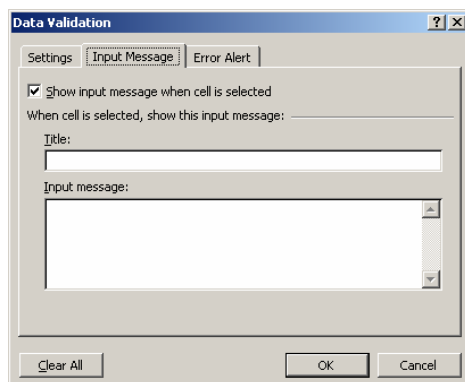 Data Validation
Settings Input Message Error Alert
Show input message when cell is selected
When cell is selected, show this input message:
Title:
Input message:
Clear All OK Cancel